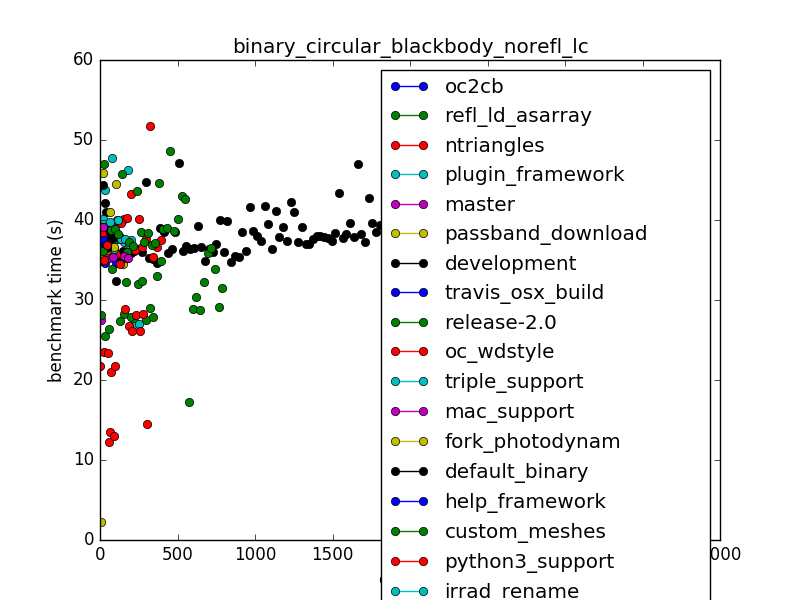 binary_circular_blackbody_norefl_lc
60
50
40
30
20
10
0
benchmark time (s)
0
500
1000
1500
000
oc2cb
refl_ld_asarray
ntriangles
plugin_framework
master
passband_download
development
travis_osx_build
release-2.0
oc_wdstyle
triple_support
mac_support
fork_photodynam
default_binary
help_framework
custom_meshes
python3_support
irrad_rename